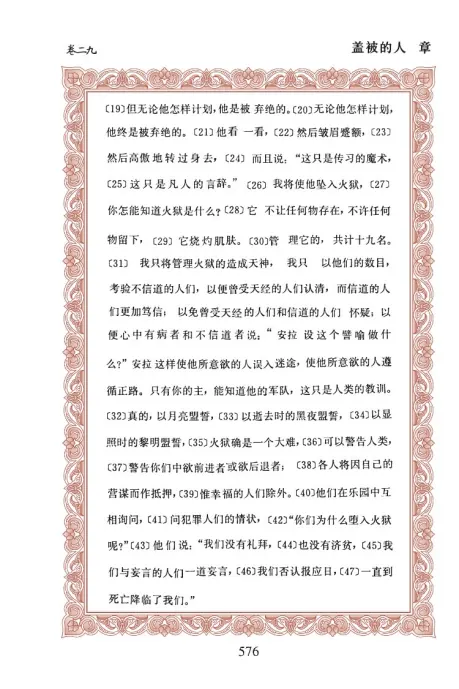 卷二九
盖被的人 章
〔19〕但无论他怎样计划,他是被 弃绝的。〔20〕无论他怎样计划,
他终是被弃绝的。〔21〕他看 一看,〔22〕然后皱眉蹙额,〔23〕
然后高傲地转过身去,〔24〕 而且说:“这只是传习的魔术,
〔25〕这只是凡人的言辞。”〔26〕我将使他坠入火狱,〔27〕
你怎能知道火狱是什么?〔28〕它 不让任何物存在,不许任何
物留下, 〔29〕它烧灼肌肤。〔30〕管 理它的,共计十九名。
〔31〕 我只将管理火狱的造成天神, 我只 以他们的数目,
考验不信道的人们,以便曾受天经的人们认清,而信道的人
们更加笃信;以免曾受天经的人们和信道的人们 怀疑;以
便心中有病者和不信道者说:“安拉 设这个譬喻做什
么?”安拉这样使他所意欲的人误入迷途,使他所意欲的人遵
循正路。只有你的主,能知道他的军队,这只是人类的教训。
〔32〕真的,以月亮盟誓,〔33〕以逝去时的黑夜盟誓,〔34〕以显
照时的黎明盟誓,〔35〕火狱确是一个大难,〔36〕可以警告人类,
〔37〕警告你们中欲前进者或欲后退者; 〔38〕各人将因自己的
营谋而作抵押,〔39〕惟幸福的人们除外。〔40〕他们在乐园中互
相询问,〔41〕问犯罪人们的情状,〔42〕“你们为什么堕入火狱
呢?”〔43〕他们说:“我们没有礼拜,〔44〕也没有济贫,〔45〕我
们与妄言的人们一道妄言,〔46〕我们否认报应日,〔47〕一直到
死亡降临了我们。”
576